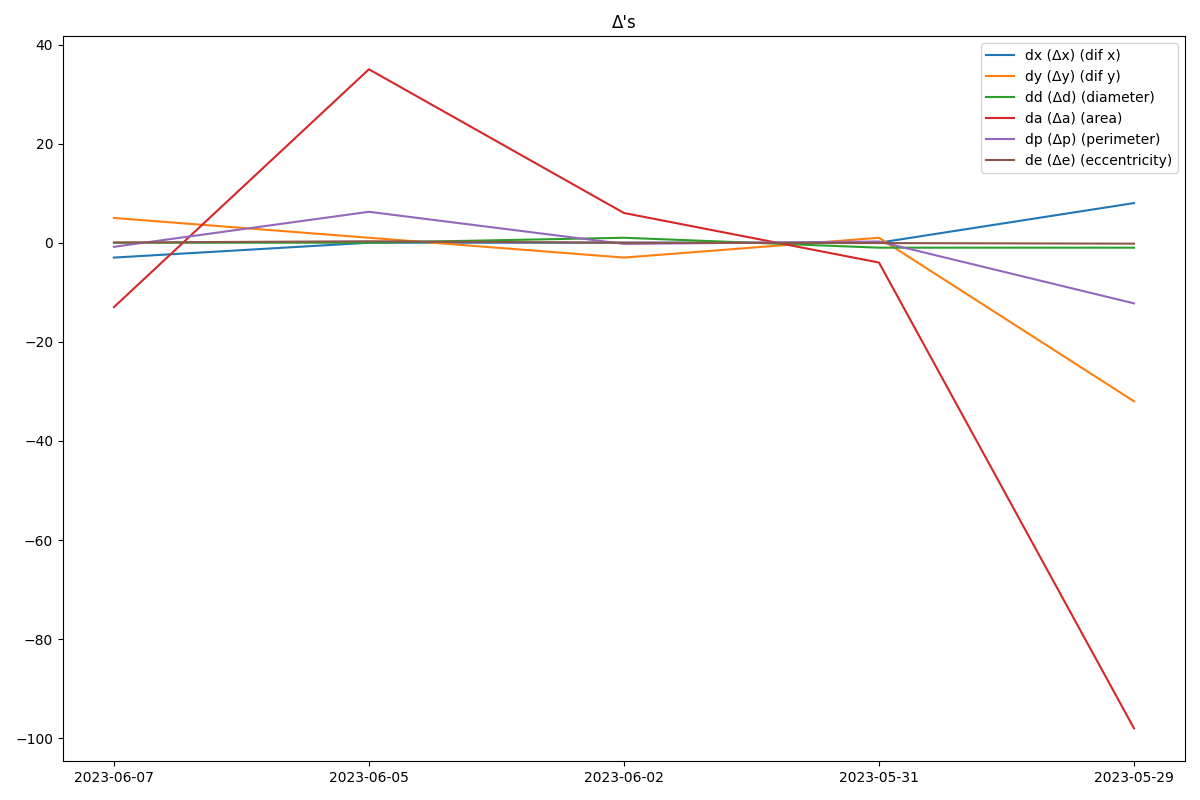 Δ's
dx (Δx) (dif x)
dy (Δy) (dif y)
dd (Δd) (diameter)
da (Δa) (area)
dp (Δp) (perimeter)
de (Δe) (eccentricity)
40
20
0
−20
−40
−60
−80
−100
2023-06-07 2023-06-05 2023-06-02 2023-05-31 2023-05-29